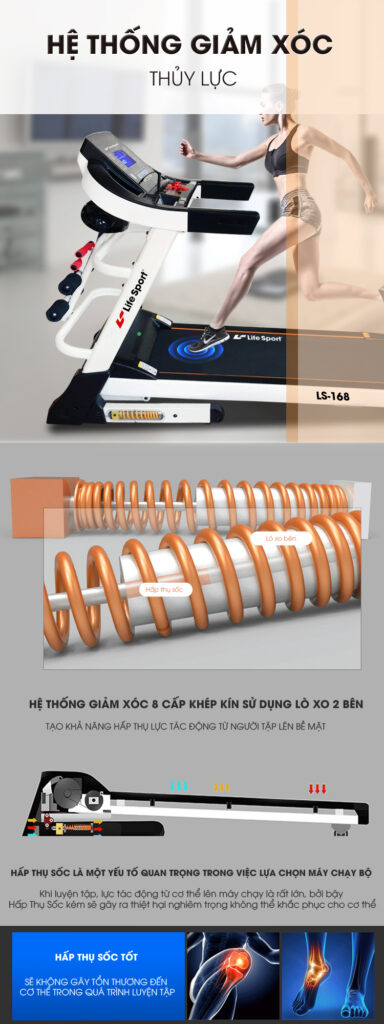 HỆ THỐNG GIẢM XÓC
THỦY LỰC
Life Sport
Life Sport
LS-168
Lò xo bên
Hấp thụ sốc
HỆ THỐNG GIẢM XÓC 8 CẤP KHÉP KÍN SỬ DỤNG LÒ XO 2 BÊN
TẠO KHẢ NĂNG HẤP THỤ LỰC TÁC ĐỘNG TỪ NGƯỜI TẬP LÊN BỀ MẶT
HẤP THỤ SỐC LÀ MỘT YẾU TỐ QUAN TRỌNG TRONG VIỆC LỰA CHỌN MÁY CHẠY BỘ
Khi luyện tập, lực tác động từ cơ thể lên máy chạy là rất lớn, bởi bậy
Hấp Thụ Sốc kém sẽ gây ra thiệt hại nghiêm trọng không thể khắc phục cho cơ thể
HẤP THỤ SỐC TỐT
SẼ KHÔNG GÂY TỔN THƯƠNG ĐẾN
CƠ THỂ TRONG QUÁ TRÌNH LUYỆN TẬP